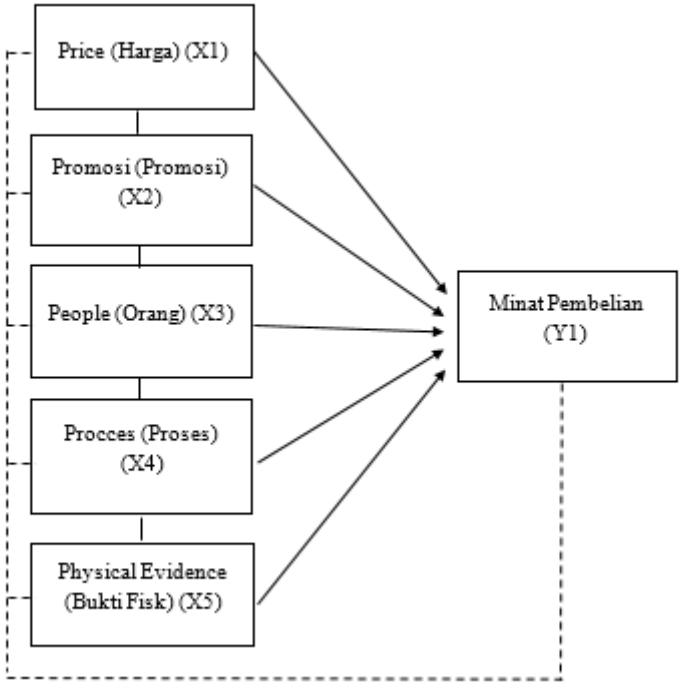 Price (Harga) (X1)
Promosi (Promosi)
(X2)
People (Orang) (X3)
Procces (Proses)
(X4)
Physical Evidence
(Bukti Fisk) (X5)
Minat Pembelian
(Y1)